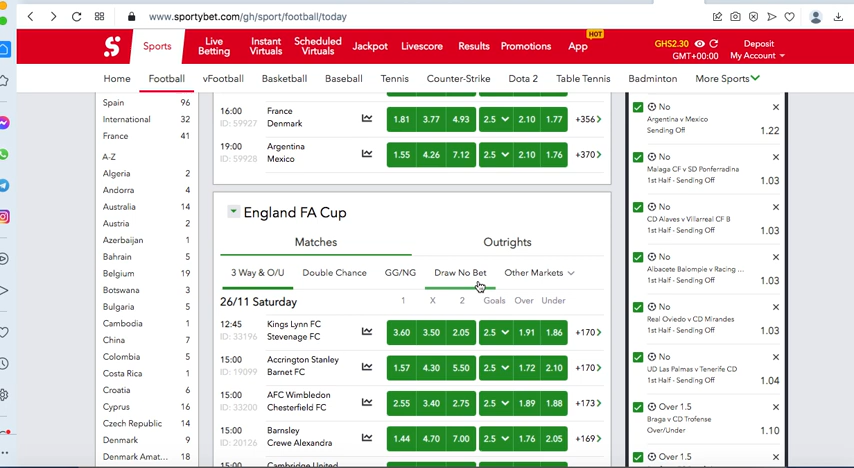 www.sportybet.com/gh/sport/football/today
Sports
Live Betting
Instant Virtuals
Scheduled Virtuals
Jackpot
Livescore
Results
Promotions
App
HOT
GHS2.30
GMT+00:00
Deposit
My Account
Home
Football
vFootball
Basketball
Baseball
Tennis
Counter-Strike
Dota 2
Table Tennis
Badminton
More Sports
Spain 96
International 32
France 41
A-Z
Algeria 2
Andorra 4
Australia 14
Austria 2
Azerbaijan 1
Bahrain 5
Belgium 19
Botswana 3
Bulgaria 5
Cambodia 1
China 7
Colombia 5
Costa Rica 1
Croatia 6
Cyprus 16
Czech Republic 14
Denmark 9
Denmark Amat... 18
16:00 France 1.81 3.77 4.93 2.5 2.10 1.77 +356
ID: 59927 Denmark
19:00 Argentina 1.55 4.26 7.12 2.5 2.10 1.76 +370
ID: 59928 Mexico
England FA Cup
Matches Outrights
3 Way & O/U Double Chance GG/NG Draw No Bet Other Markets
26/11 Saturday 1 X 2 Goals Over Under
12:45 Kings Lynn FC 3.60 3.50 2.05 2.5 1.91 1.86 +170
ID: 33196 Stevenage FC
15:00 Accrington Stanley 1.57 4.30 5.50 2.5 1.72 2.10 +170
ID: 19099 Barnet FC
15:00 AFC Wimbledon 2.55 3.40 2.75 2.5 1.89 1.88 +173
ID: 33200 Chesterfield FC
15:00 Barnsley 1.44 4.70 7.00 2.5 1.76 2.05 +169
ID: 20126 Crewe Alexandra
15:00 Cambridge United
No
Argentina v Mexico
Sending Off 1.22
No
Malaga CF v SD Ponferradina
1st Half - Sending Off 1.03
No
CD Alaves v Villarreal CF B
1st Half - Sending Off 1.03
No
Albacete Balompie v Racing ...
1st Half - Sending Off 1.03
No
Real Oviedo v CD Mirandes
1st Half - Sending Off 1.03
No
UD Las Palmas v Tenerife CD
1st Half - Sending Off 1.04
Over 1.5
Braga v CD Trofense
Over/Under 1.10
Over 1.5